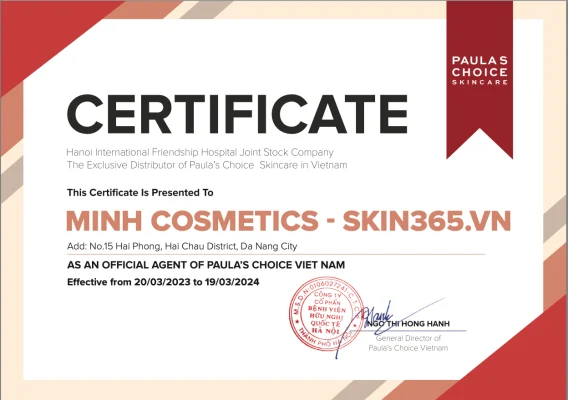 PAULA'S
CHOICE
SKINCARE
CERTIFICATE
Hanoi International Friendship Hospital Joint Stock Company
The Exclusive Distributor of Paula's Choice Skincare in Vietnam
This Certificate Is Presented To
MINH COSMETICS - SKIN365.VN
Add: No.15 Hai Phong, Hai Chau District, Da Nang City
AS AN OFFICIAL AGENT OF PAULA'S CHOICE VIET NAM
Effective from 20/03/2023 to 19/03/2024
M.S.D.N: 0106027241 C.T.C.P
CÔNG TY
CỔ PHẦN
BỆNH VIỆN
HỮU NGHỊ
QUỐC TẾ
HÀ NỘI
THÀNH PHỐ HÀ NỘI
NGO THI HONG HANH
General Director of
Paula's Choice Vietnam